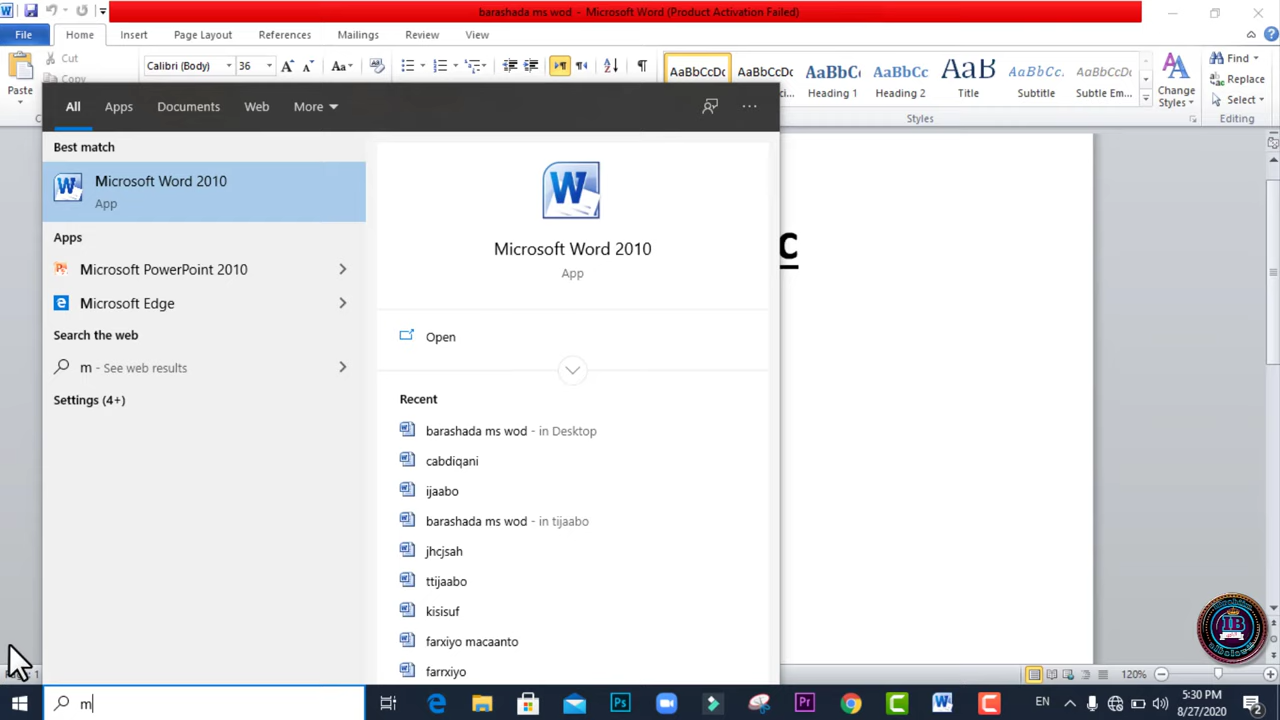 barashada ms wod - Microsoft Word (Product Activation Failed)
File Home Insert Page Layout References Mailings Review View
Cut
Copy
Paste
Calibri (Body) 36
Aa
AaBbCcDc AaBbCcDc AaBbC AaBbCc AaB AaBbCc. AaBbCcDc
Heading 1 Heading 2 Title Subtitle Subtle Em...
Change
Styles
Find
Replace
Select
Styles
Editing
All Apps Documents Web More
Best match
Microsoft Word 2010
App
Apps
Microsoft PowerPoint 2010
Microsoft Edge
Search the web
m - See web results
Settings (4+)
Microsoft Word 2010
App
Open
Recent
barashada ms wod - in Desktop
cabdiqani
ijaabo
barashada ms wod - in tijaabo
jhcjsah
ttijaabo
kisisuf
farxiyo macaanto
farrxiyo
c
IB
120%
m
EN
5:30 PM
8/27/2020
2